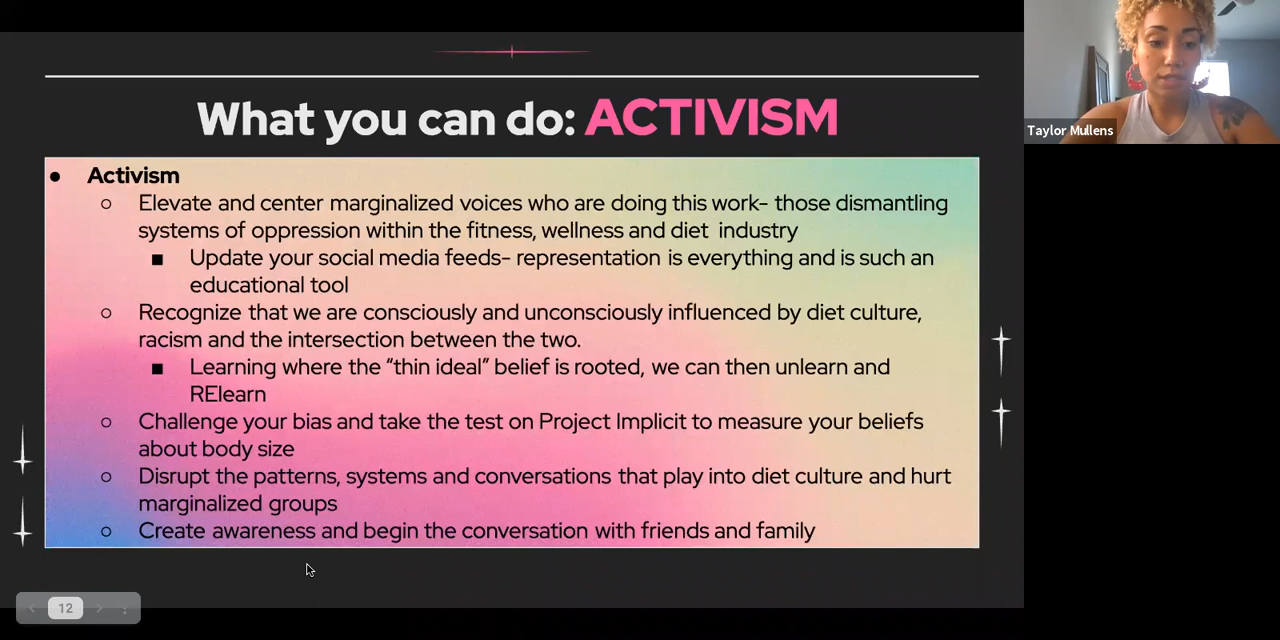 What you can do: ACTIVISM
● Activism
○ Elevate and center marginalized voices who are doing this work- those dismantling
systems of oppression within the fitness, wellness and diet industry
■ Update your social media feeds- representation is everything and is such an
educational tool
○ Recognize that we are consciously and unconsciously influenced by diet culture,
racism and the intersection between the two.
■ Learning where the “thin ideal” belief is rooted, we can then unlearn and
RElearn
○ Challenge your bias and take the test on Project Implicit to measure your beliefs
about body size
○ Disrupt the patterns, systems and conversations that play into diet culture and hurt
marginalized groups
○ Create awareness and begin the conversation with friends and family
12
Taylor Mullens